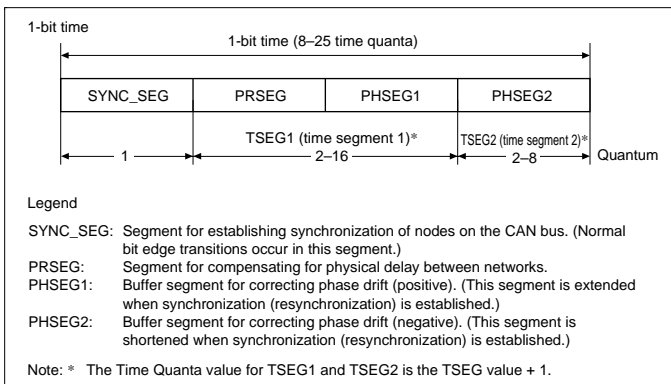 1-bit time
1-bit time (8–25 time quanta)
SYNC_SEG PRSEG PHSEG1 PHSEG2
TSEG1 (time segment 1)* TSEG2 (time segment 2)*
1 2–16 2–8 Quantum
Legend
SYNC_SEG: Segment for establishing synchronization of nodes on the CAN bus. (Normal
bit edge transitions occur in this segment.)
PRSEG: Segment for compensating for physical delay between networks.
PHSEG1: Buffer segment for correcting phase drift (positive). (This segment is extended
when synchronization (resynchronization) is established.)
PHSEG2: Buffer segment for correcting phase drift (negative). (This segment is
shortened when synchronization (resynchronization) is established.)
Note: * The Time Quanta value for TSEG1 and TSEG2 is the TSEG value + 1.